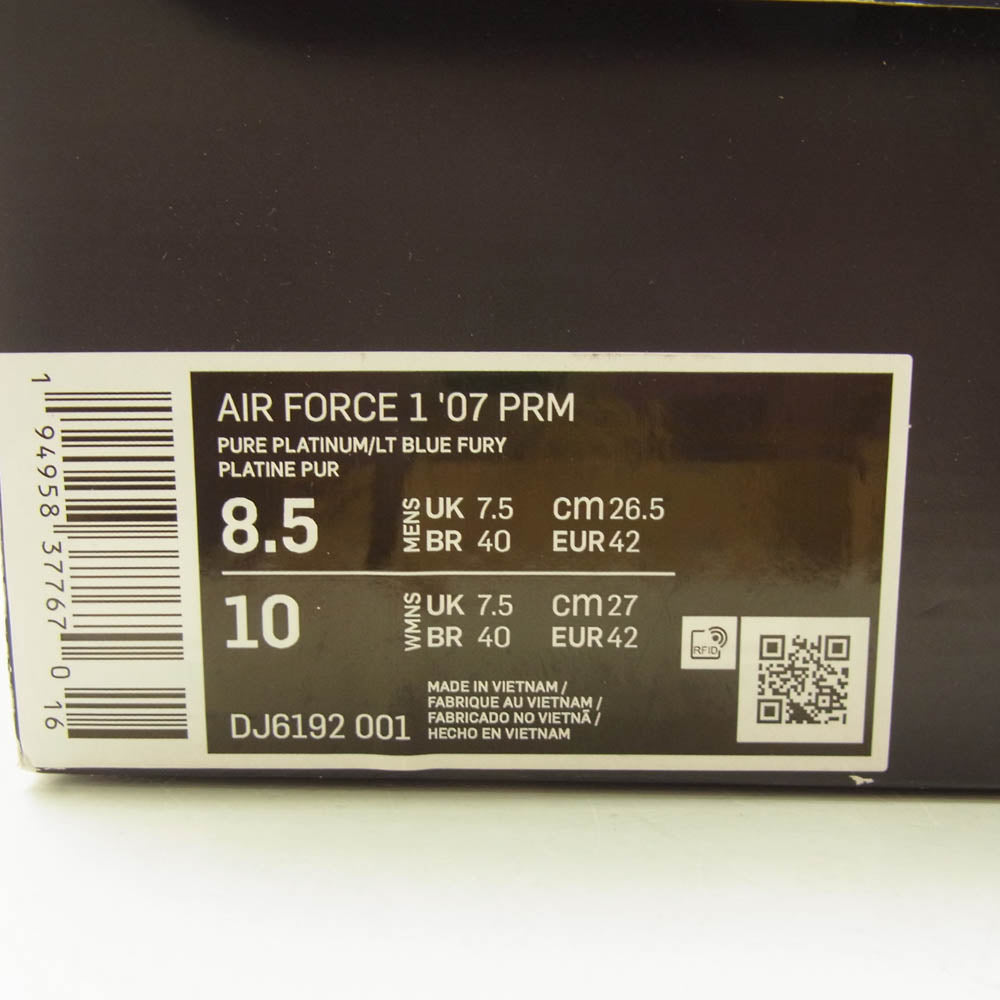 AIR FORCE 1 '07 PRM
PURE PLATINUM/LT BLUE FURY
PLATINE PUR
8.5 MENS UK 7.5 cm 26.5
BR 40 EUR 42
10 WMNS UK 7.5 cm 27
BR 40 EUR 42
RFID
MADE IN VIETNAM /
FABRIQUE AU VIETNAM /
FABRICADO NO VIETNÃ /
HECHO EN VIETNAM
DJ6192 001
1 94958 37767 0 16